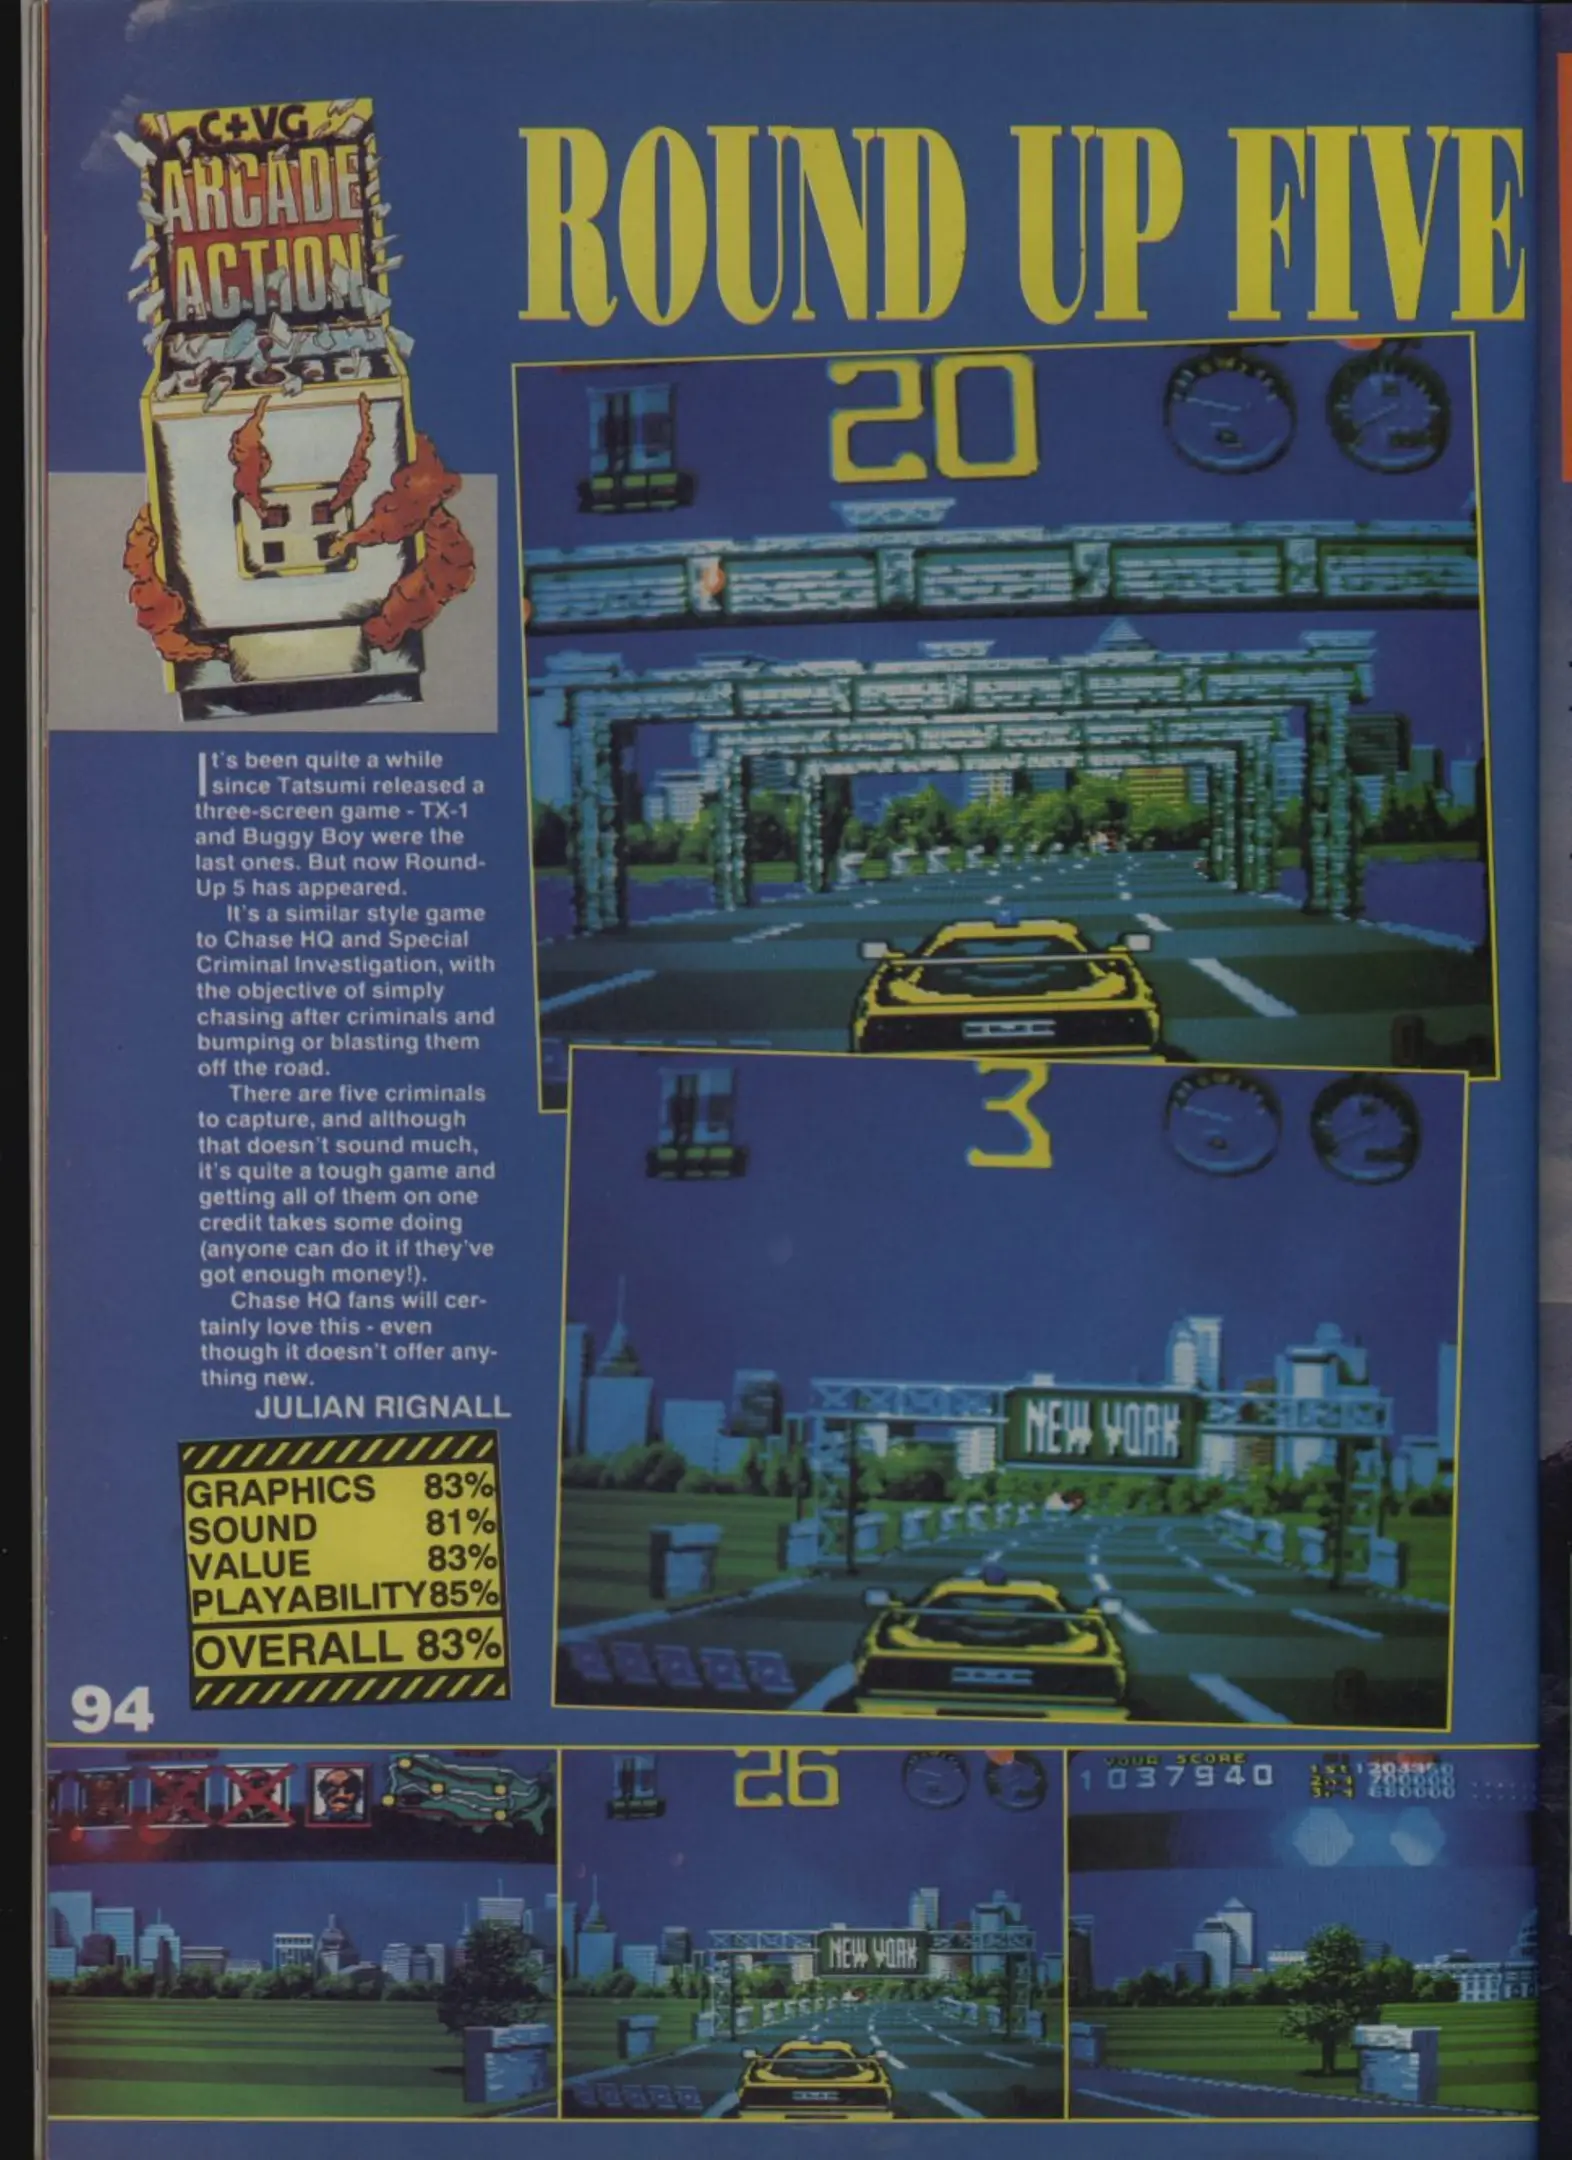 C+VG
ARCADE
ACTION
ROUND UP FIVE
It's been quite a while
since Tatsumi released a
three-screen game - TX-1
and Buggy Boy were the
last ones. But now Round-
Up 5 has appeared.
It's a similar style game
to Chase HQ and Special
Criminal Investigation, with
the objective of simply
chasing after criminals and
bumping or blasting them
off the road.
There are five criminals
to capture, and although
that doesn't sound much,
it's quite a tough game and
getting all of them on one
credit takes some doing
(anyone can do it if they've
got enough money!).
Chase HQ fans will cer-
tainly love this - even
though it doesn't offer any-
thing new.
JULIAN RIGNALL
GRAPHICS 83%
SOUND 81%
VALUE 83%
PLAYABILITY 85%
OVERALL 83%
94
20
3
NEW YORK
26
NEW YORK
YOUR SCORE
1037940
700000
680000